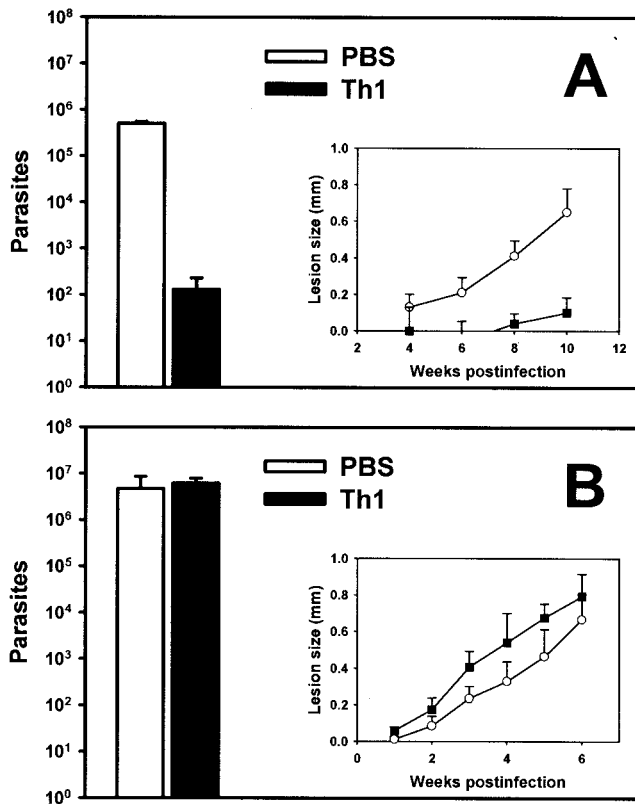 A
PBS
Th1
Parasites
10⁸
10⁷
10⁶
10⁵
10⁴
10³
10²
10¹
10⁰
Lesion size (mm)
1.0
0.8
0.6
0.4
0.2
0.0
2 4 6 8 10 12
Weeks postinfection
B
PBS
Th1
Parasites
10⁸
10⁷
10⁶
10⁵
10⁴
10³
10²
10¹
10⁰
Lesion size (mm)
1.0
0.8
0.6
0.4
0.2
0.0
0 2 4 6
Weeks postinfection